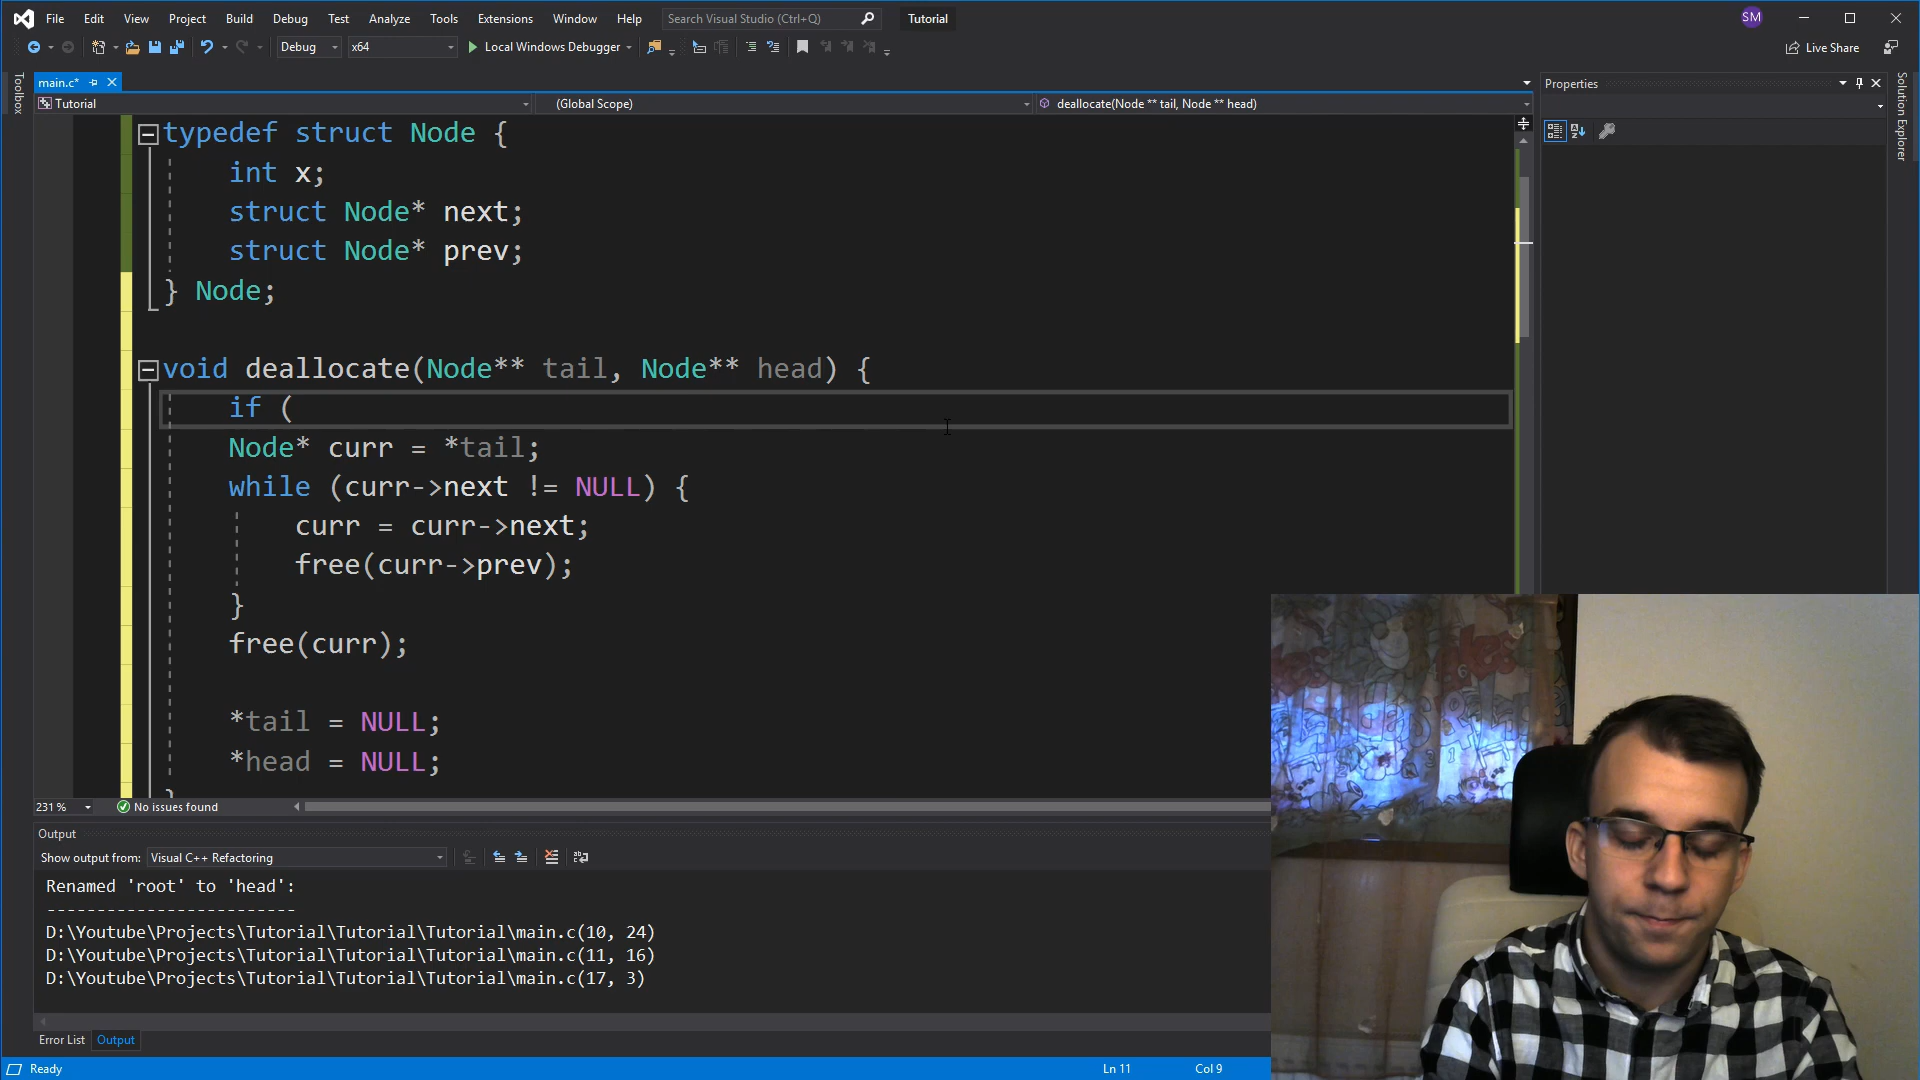 File Edit View Project Build Debug Test Analyze Tools Extensions Window Help Search Visual Studio (Ctrl+Q) Tutorial SM
Debug x64 Local Windows Debugger Live Share
Toolbox
main.c*
Tutorial (Global Scope) deallocate(Node ** tail, Node ** head)
typedef struct Node {
int x;
struct Node* next;
struct Node* prev;
} Node;
void deallocate(Node** tail, Node** head) {
if (
Node* curr = *tail;
while (curr->next != NULL) {
curr = curr->next;
free(curr->prev);
}
free(curr);
*tail = NULL;
*head = NULL;
}
231 % No issues found
Output
Show output from: Visual C++ Refactoring
Renamed 'root' to 'head':
-------------------------
D:\Youtube\Projects\Tutorial\Tutorial\Tutorial\main.c(10, 24)
D:\Youtube\Projects\Tutorial\Tutorial\Tutorial\main.c(11, 16)
D:\Youtube\Projects\Tutorial\Tutorial\Tutorial\main.c(17, 3)
Error List Output
Ready Ln 11 Col 9
Properties
Solution Explorer